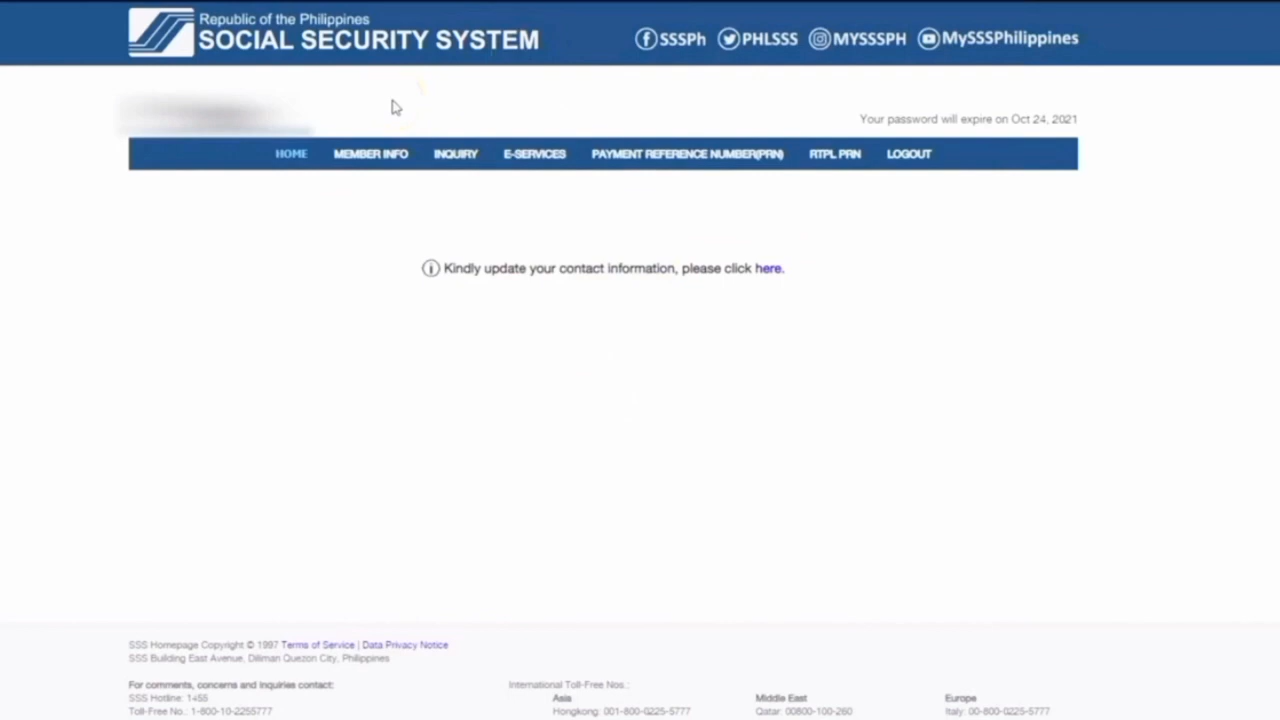 Republic of the Philippines
SOCIAL SECURITY SYSTEM
SSSPh PHLSSS MYSSSPH MySSSPhilippines
Your password will expire on Oct 24, 2021
HOME MEMBER INFO INQUIRY E-SERVICES PAYMENT REFERENCE NUMBER(PRN) RTPL PRN LOGOUT
Kindly update your contact information, please click here.
SSS Homepage Copyright © 1997 Terms of Service | Data Privacy Notice
SSS Building East Avenue, Diliman Quezon City, Philippines
For comments, concerns and inquiries contact:
SSS Hotline: 1455
Toll-Free No.: 1-800-10-2255777
International Toll-Free Nos.:
Asia Middle East Europe
Hongkong: 001-800-0225-5777 Qatar: 00800-100-260 Italy: 00-800-0225-5777